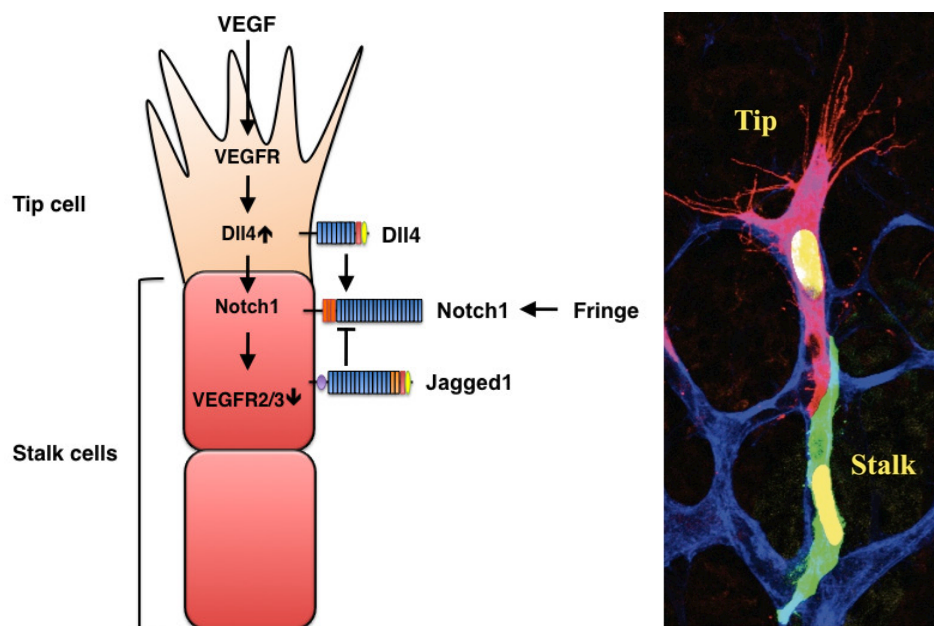 VEGF
VEGFR
Tip cell
Dll4
Dll4
Notch1
Notch1
Fringe
VEGFR2/3
Jagged1
Stalk cells
Tip
Stalk